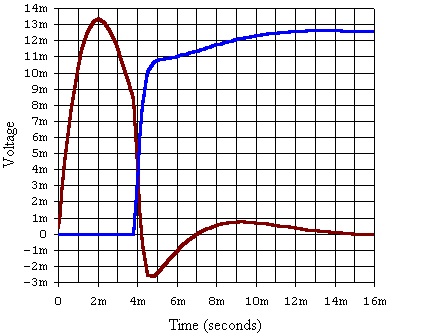 14m
13m
12m
11m
10m
9m
8m
7m
6m
5m
4m
3m
2m
1m
0
−1m
−2m
−3m
Voltage
0 2m 4m 6m 8m 10m 12m 14m 16m
Time (seconds)